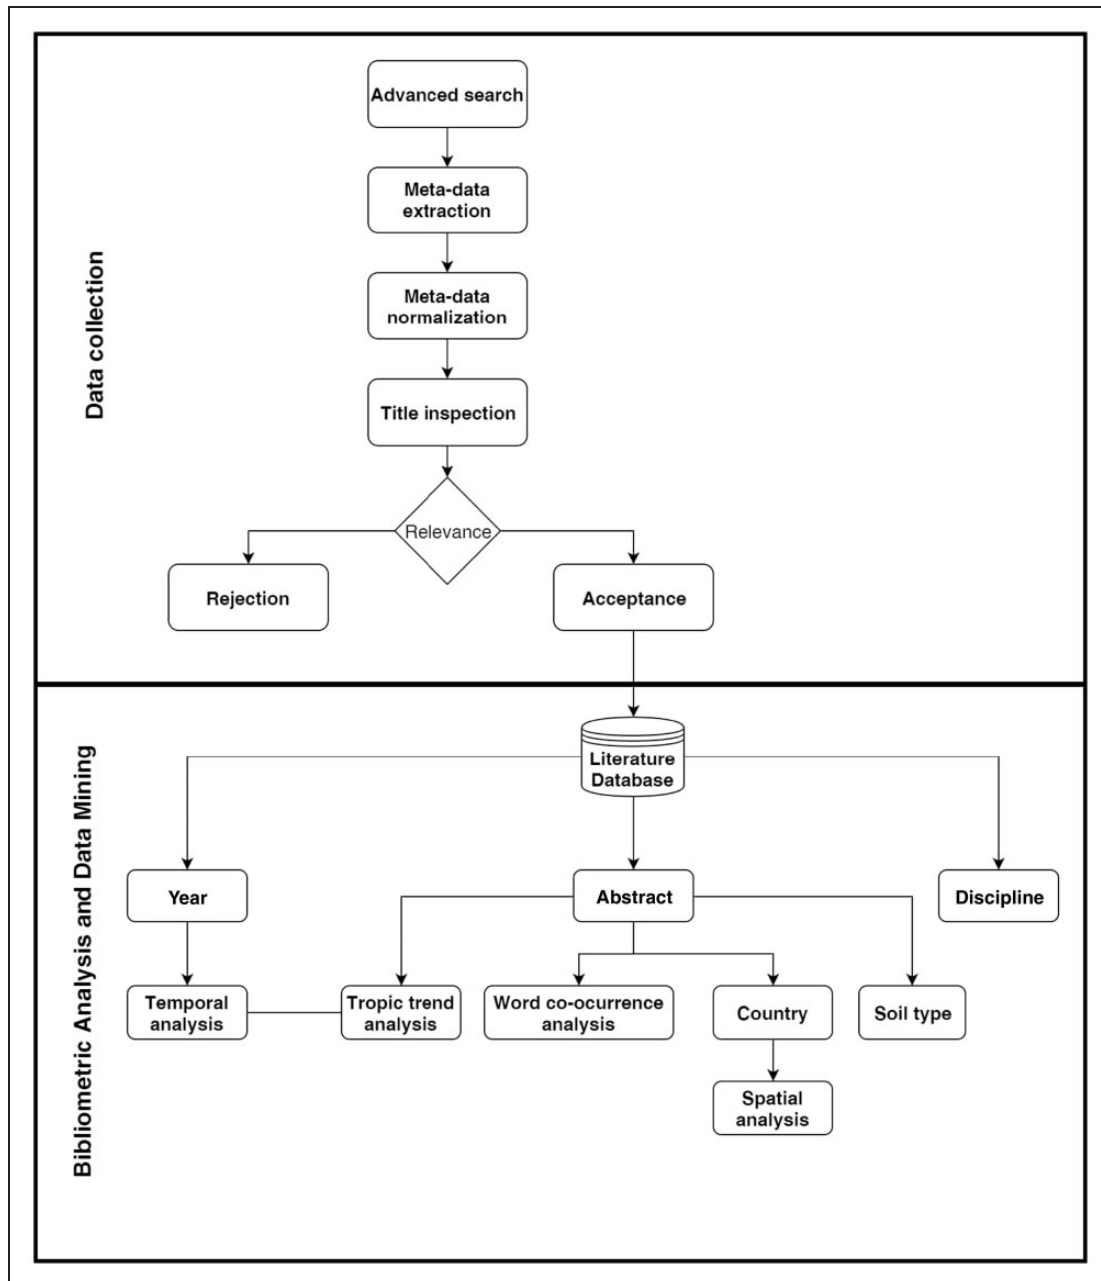 Data collection
Advanced search
Meta-data
extraction
Meta-data
normalization
Title inspection
Relevance
Rejection
Acceptance
Bibliometric Analysis and Data Mining
Literature
Database
Year
Abstract
Discipline
Temporal
analysis
Tropic trend
analysis
Word co-ocurrence
analysis
Country
Soil type
Spatial
analysis